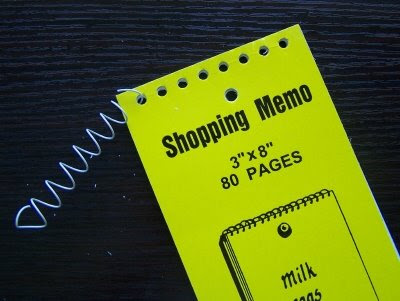 Shopping Memo
3"x8"
80 PAGES
milk